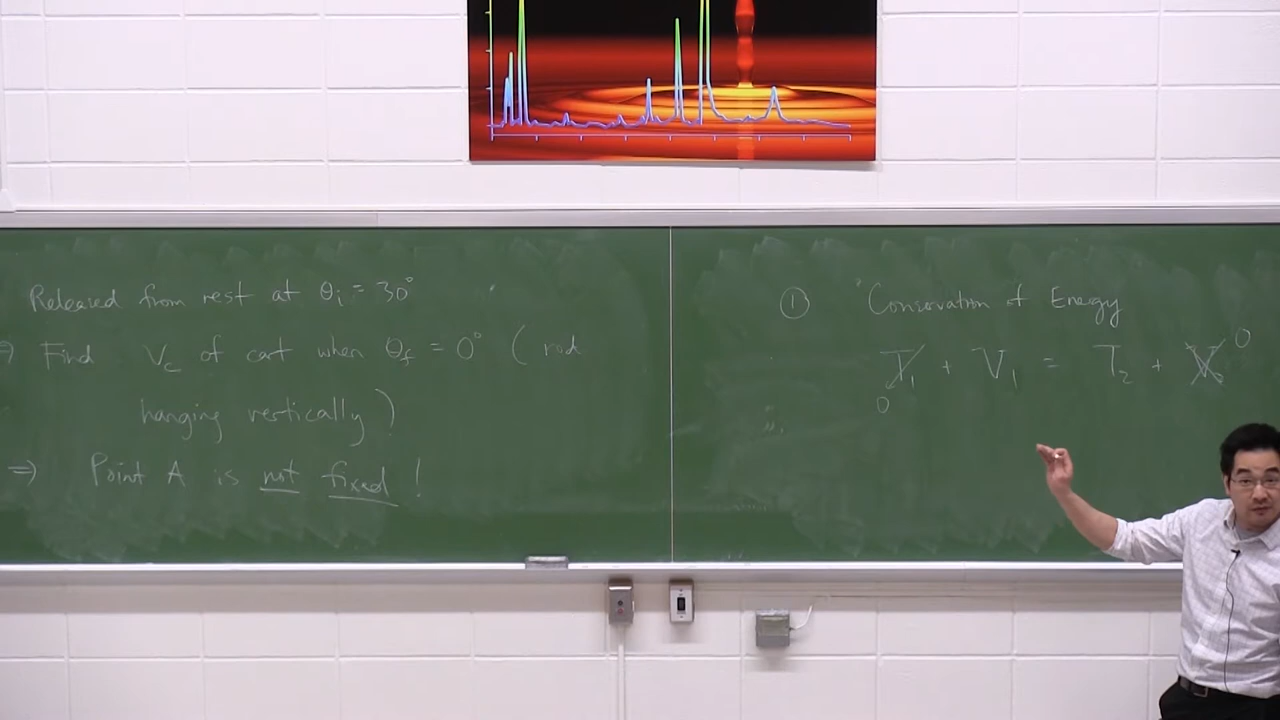 Released from rest at θi = 30°
⇒ Find Vc of cart when θf = 0° (rod
hanging vertically)
⇒ Point A is not fixed!
① Conservation of Energy
T1 + V1 = T2 + V2 0
0